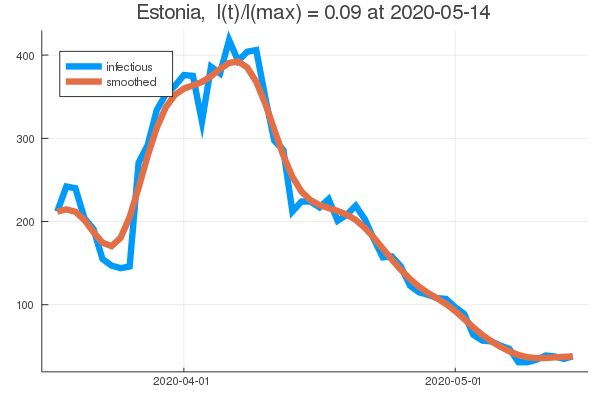 Estonia,  I(t)/I(max) = 0.09 at 2020-05-14
400
infectious
smoothed
300
200
100
2020-04-01
2020-05-01